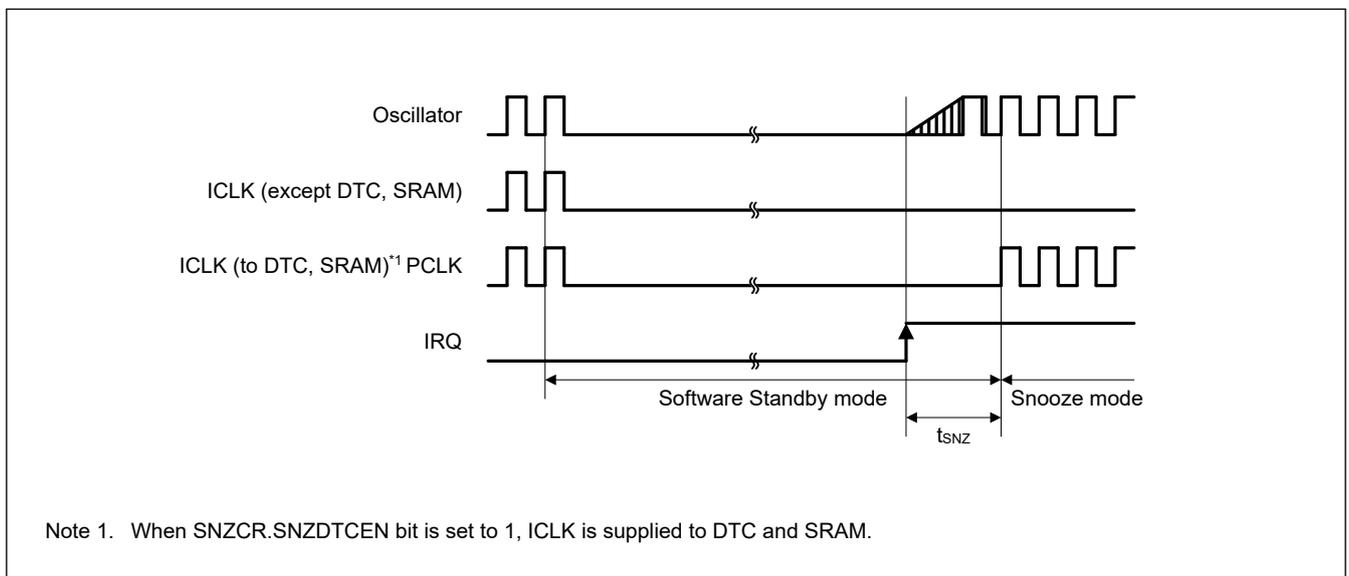 Oscillator
ICLK (except DTC, SRAM)
ICLK (to DTC, SRAM)*1 PCLK
IRQ
Software Standby mode
Snooze mode
tSNZ
Note 1. When SNZCR.SNZDTCEN bit is set to 1, ICLK is supplied to DTC and SRAM.